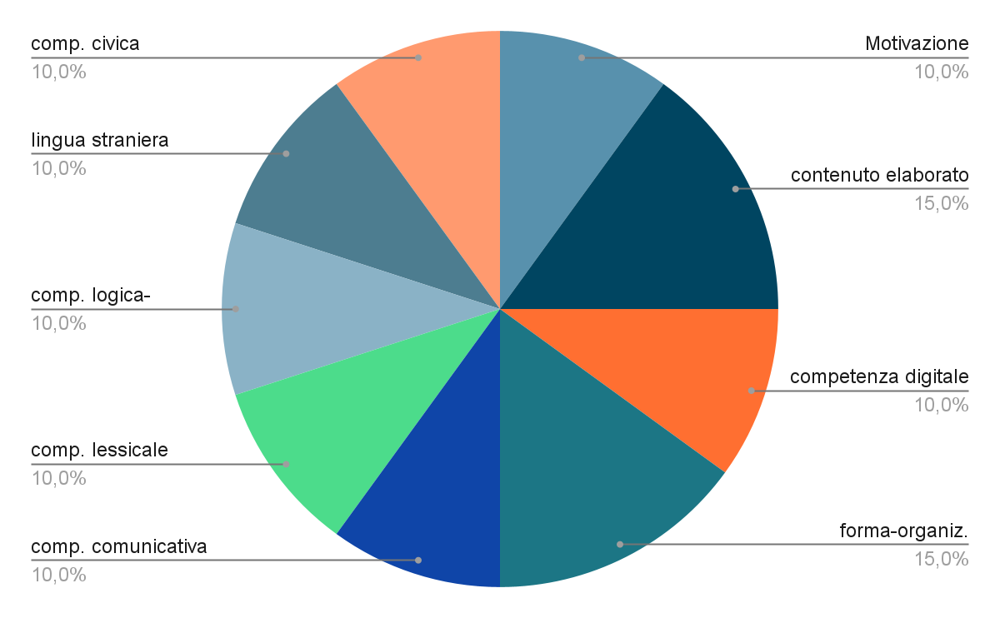 comp. civica
10,0%
lingua straniera
10,0%
comp. logica-
10,0%
comp. lessicale
10,0%
comp. comunicativa
10,0%
Motivazione
10,0%
contenuto elaborato
15,0%
competenza digitale
10,0%
forma-organiz.
15,0%